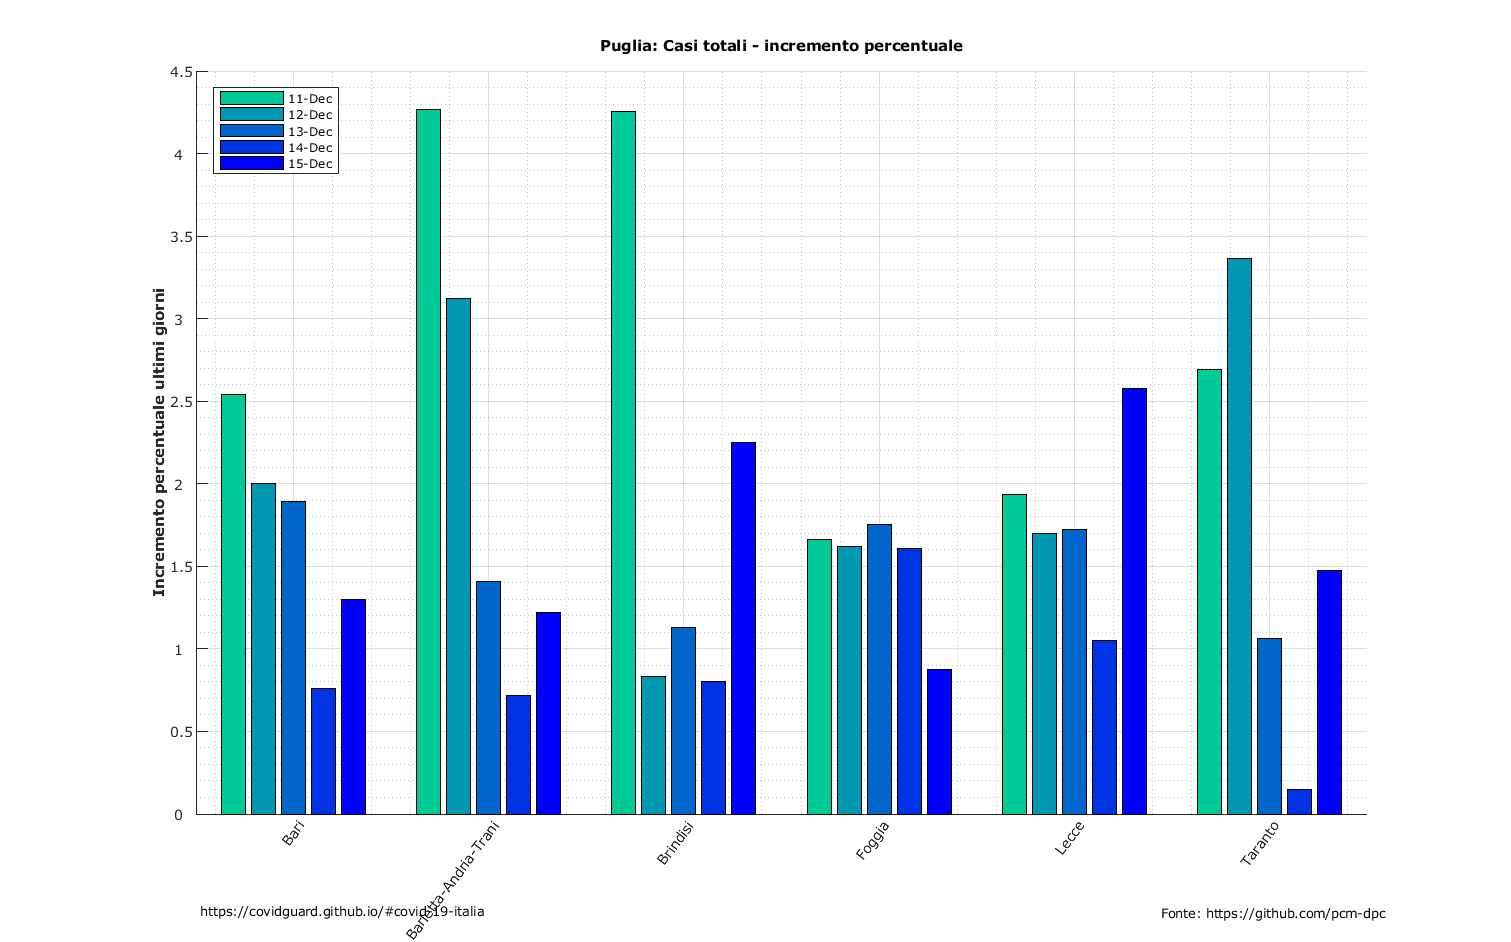 Puglia: Casi totali - incremento percentuale
Incremento percentuale ultimi giorni
4.5
4
3.5
3
2.5
2
1.5
1
0.5
0
11-Dec
12-Dec
13-Dec
14-Dec
15-Dec
Bari
Barletta-Andria-Trani
Brindisi
Foggia
Lecce
Taranto
https://covidguard.github.io/#covid-19-italia
Fonte: https://github.com/pcm-dpc